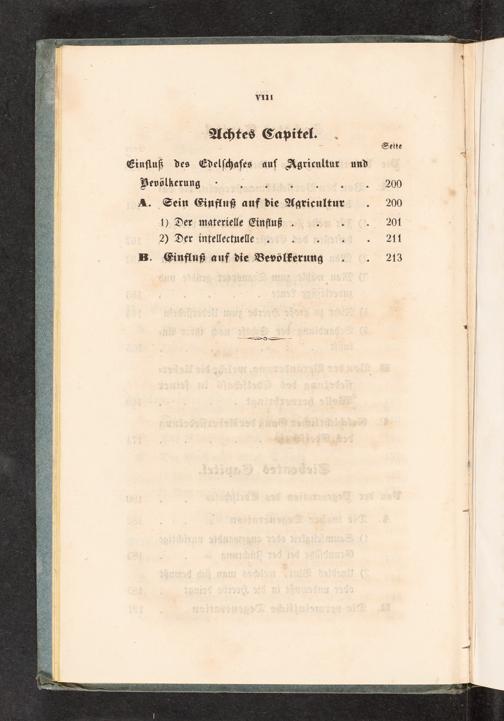 VIII
Achtes Capitel.
Seite
Einfluß des Edelschafes auf Agricultur und
Bevölkerung . . . . . . . 200
A. Sein Einfluß auf die Agricultur . 200
1) Der materielle Einfluß . . . . 201
2) Der intellectuelle . . . . . 211
B. Einfluß auf die Bevölkerung . 213